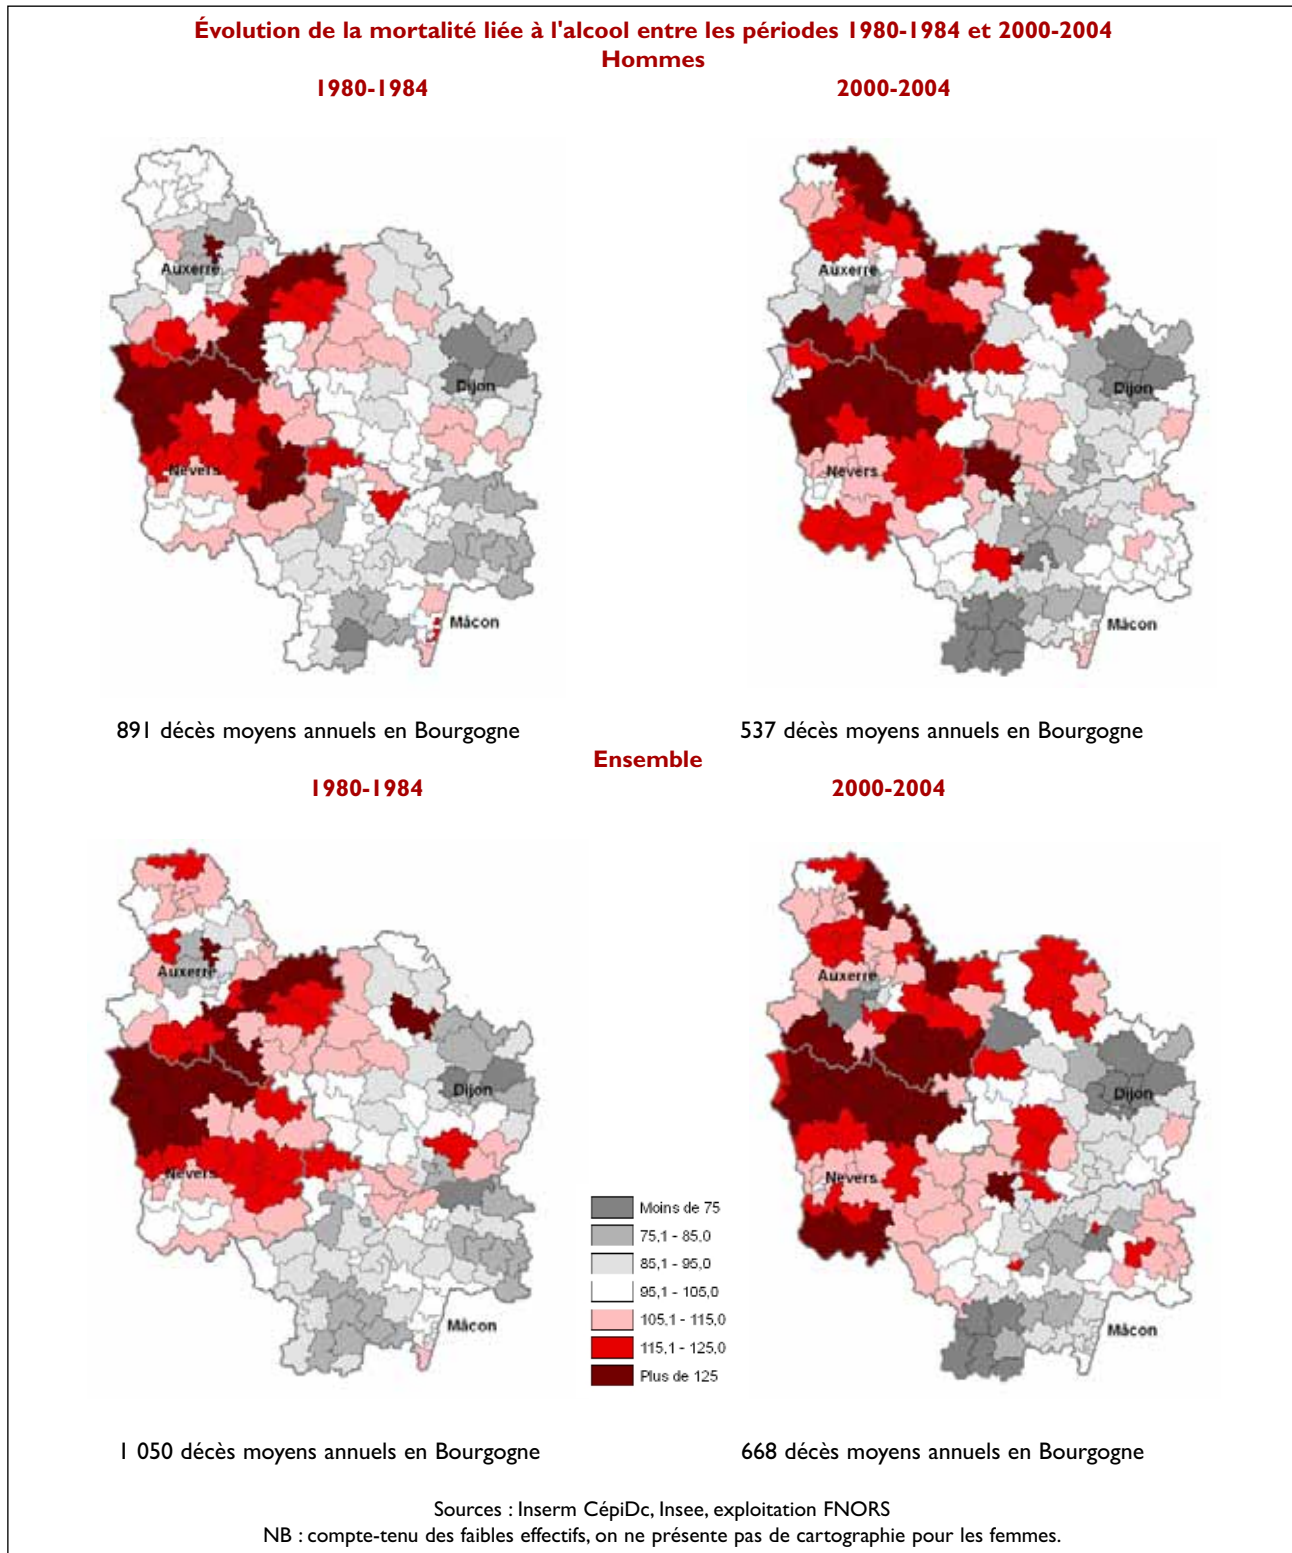 Évolution de la mortalité liée à l'alcool entre les périodes 1980-1984 et 2000-2004
Hommes
1980-1984
2000-2004
Auxerre
Dijon
Nevers
Mâcon
Auxerre
Dijon
Nevers
Mâcon
891 décès moyens annuels en Bourgogne
537 décès moyens annuels en Bourgogne
Ensemble
1980-1984
2000-2004
Auxerre
Dijon
Nevers
Mâcon
Auxerre
Dijon
Nevers
Mâcon
Moins de 75
75,1 - 85,0
85,1 - 95,0
95,1 - 105,0
105,1 - 115,0
115,1 - 125,0
Plus de 125
1 050 décès moyens annuels en Bourgogne
668 décès moyens annuels en Bourgogne
Sources : Inserm CépiDc, Insee, exploitation FNORS
NB : compte-tenu des faibles effectifs, on ne présente pas de cartographie pour les femmes.